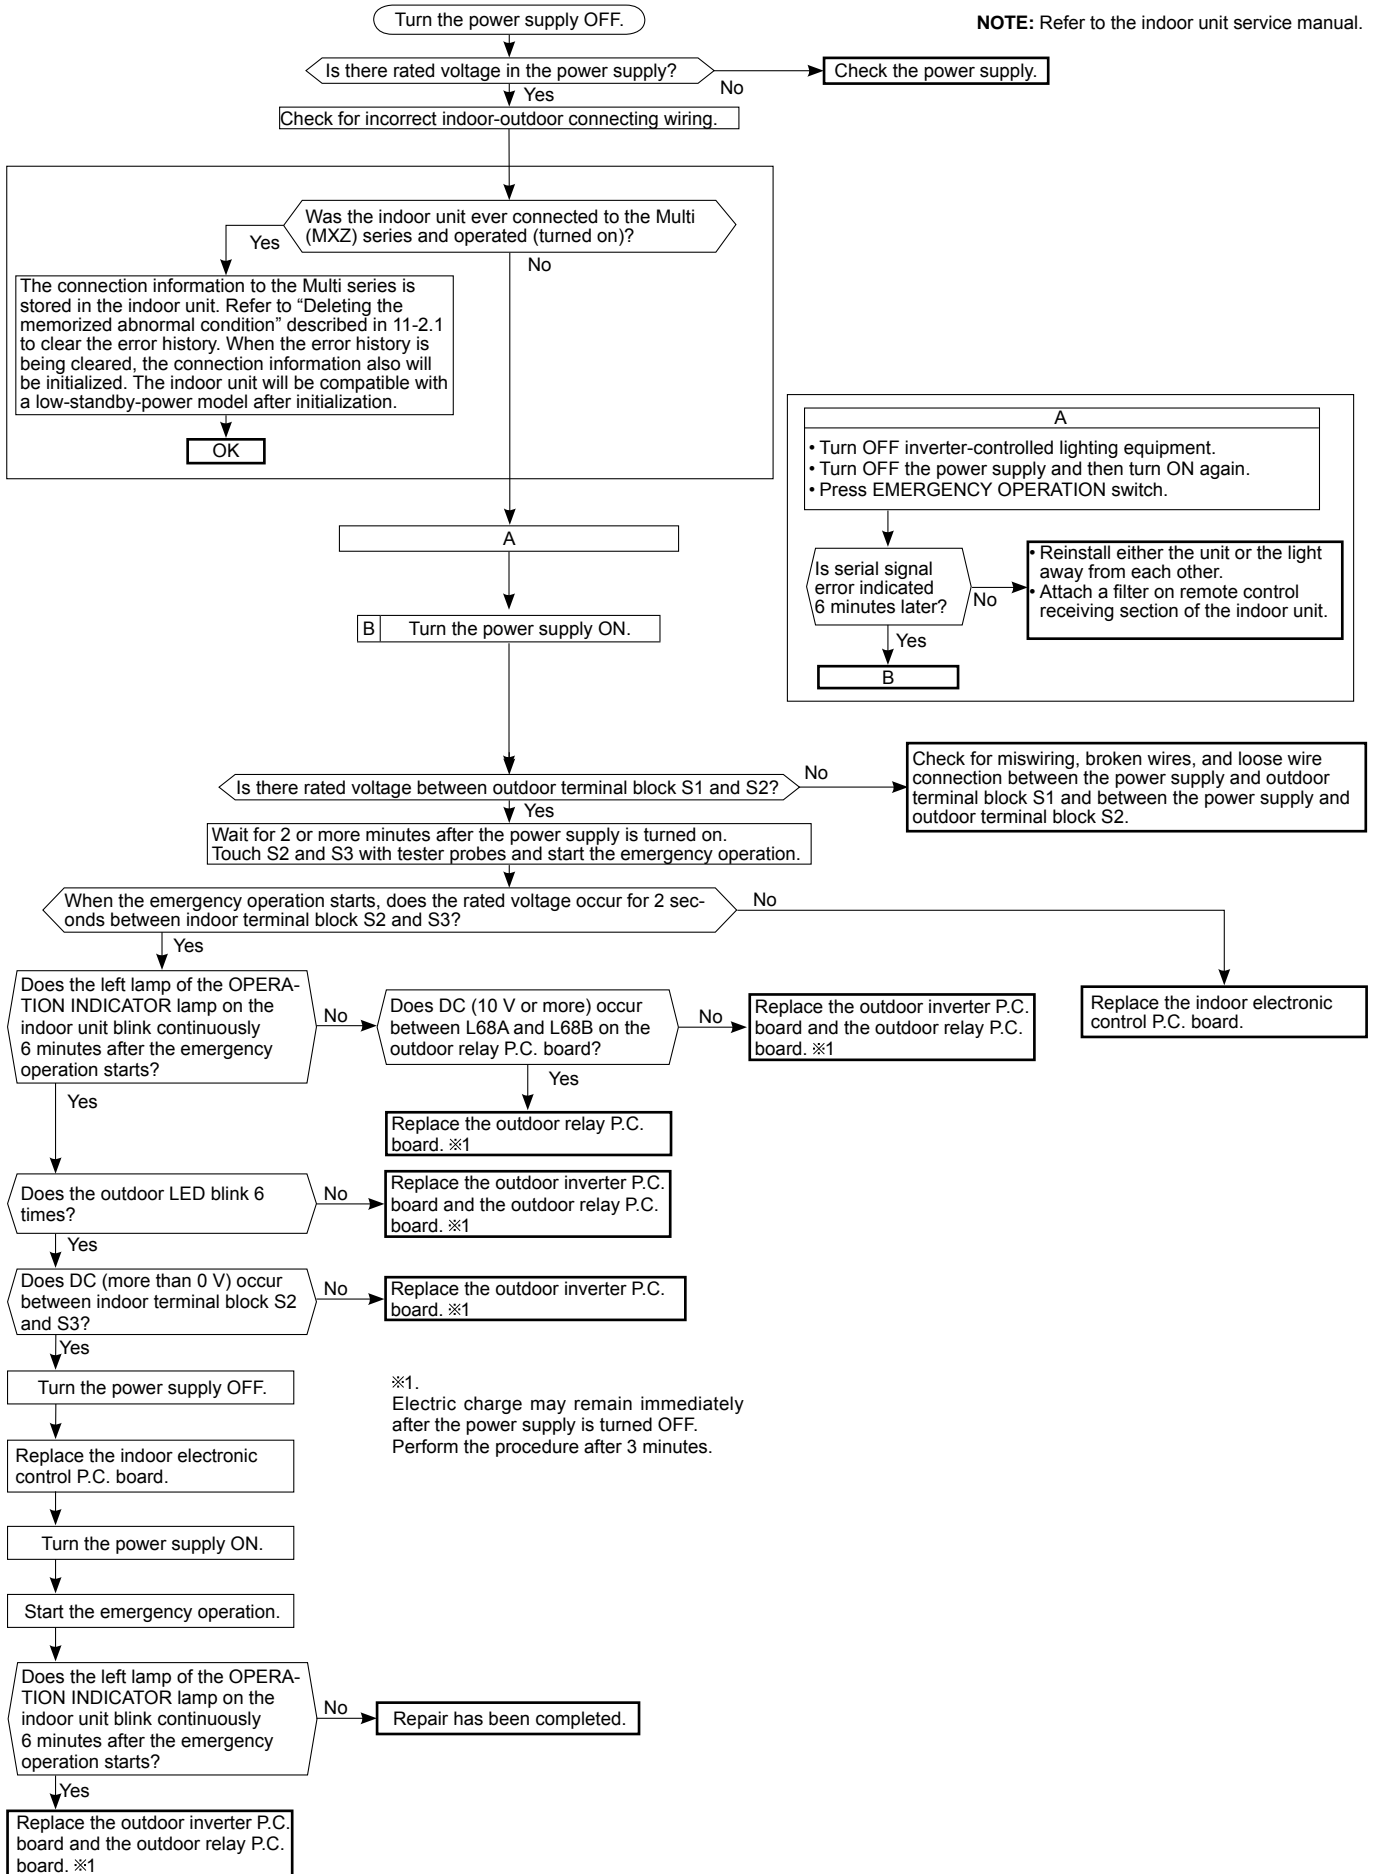 Turn the power supply OFF.
NOTE: Refer to the indoor unit service manual.
Is there rated voltage in the power supply?
No
Check the power supply.
Yes
Check for incorrect indoor-outdoor connecting wiring.
Was the indoor unit ever connected to the Multi
(MXZ) series and operated (turned on)?
Yes
No
The connection information to the Multi series is
stored in the indoor unit. Refer to “Deleting the
memorized abnormal condition” described in 11-2.1
to clear the error history. When the error history is
being cleared, the connection information also will
be initialized. The indoor unit will be compatible with
a low-standby-power model after initialization.
OK
A
• Turn OFF inverter-controlled lighting equipment.
• Turn OFF the power supply and then turn ON again.
• Press EMERGENCY OPERATION switch.
Is serial signal
error indicated
6 minutes later?
No
• Reinstall either the unit or the light
away from each other.
• Attach a filter on remote control
receiving section of the indoor unit.
Yes
B
A
B Turn the power supply ON.
Is there rated voltage between outdoor terminal block S1 and S2?
No
Check for miswiring, broken wires, and loose wire
connection between the power supply and outdoor
terminal block S1 and between the power supply and
outdoor terminal block S2.
Yes
Wait for 2 or more minutes after the power supply is turned on.
Touch S2 and S3 with tester probes and start the emergency operation.
When the emergency operation starts, does the rated voltage occur for 2 sec-
onds between indoor terminal block S2 and S3?
No
Replace the indoor electronic
control P.C. board.
Yes
Does the left lamp of the OPERA-
TION INDICATOR lamp on the
indoor unit blink continuously
6 minutes after the emergency
operation starts?
No
Does DC (10 V or more) occur
between L68A and L68B on the
outdoor relay P.C. board?
No
Replace the outdoor inverter P.C.
board and the outdoor relay P.C.
board. ※1
Yes
Replace the outdoor relay P.C.
board. ※1
Yes
Does the outdoor LED blink 6
times?
No
Replace the outdoor inverter P.C.
board and the outdoor relay P.C.
board. ※1
Yes
Does DC (more than 0 V) occur
between indoor terminal block S2
and S3?
No
Replace the outdoor inverter P.C.
board. ※1
Yes
Turn the power supply OFF.
※1.
Electric charge may remain immediately
after the power supply is turned OFF.
Perform the procedure after 3 minutes.
Replace the indoor electronic
control P.C. board.
Turn the power supply ON.
Start the emergency operation.
Does the left lamp of the OPERA-
TION INDICATOR lamp on the
indoor unit blink continuously
6 minutes after the emergency
operation starts?
No
Repair has been completed.
Yes
Replace the outdoor inverter P.C.
board and the outdoor relay P.C.
board. ※1